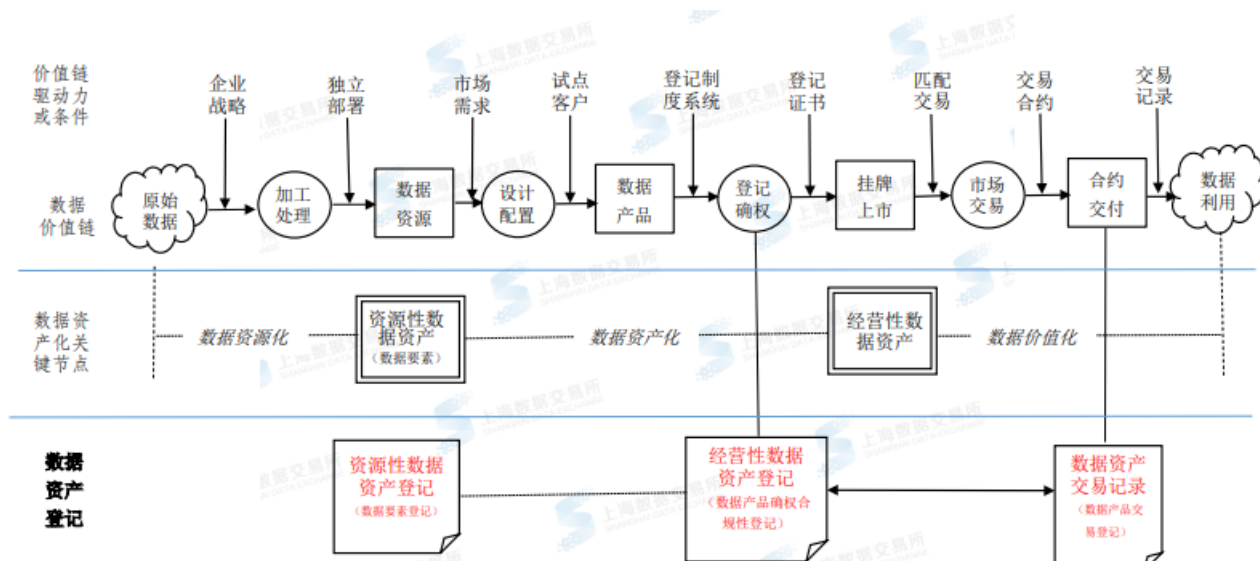 价值链
驱动力
或条件
企业
战略
独立
部署
市场
需求
试点
客户
登记制
度系统
登记
证书
匹配
交易
交易
合约
交易
记录
数据
价值链
原始
数据
加工
处理
数据
资源
设计
配置
数据
产品
登记
确权
挂牌
上市
市场
交易
合约
交付
数据
利用
数据资
产化关
键节点
数据资源化
资源性数
据资产
(数据要素)
数据资产化
经营性数
据资产
数据价值化
数据
资产
登记
资源性数据
资产登记
(数据要素登记)
经营性数据
资产登记
(数据产品确权合
规性登记)
数据资产
交易记录
(数据产品交
易登记)
上海数据交易所
SHANGHAI DATA EXCHANGE